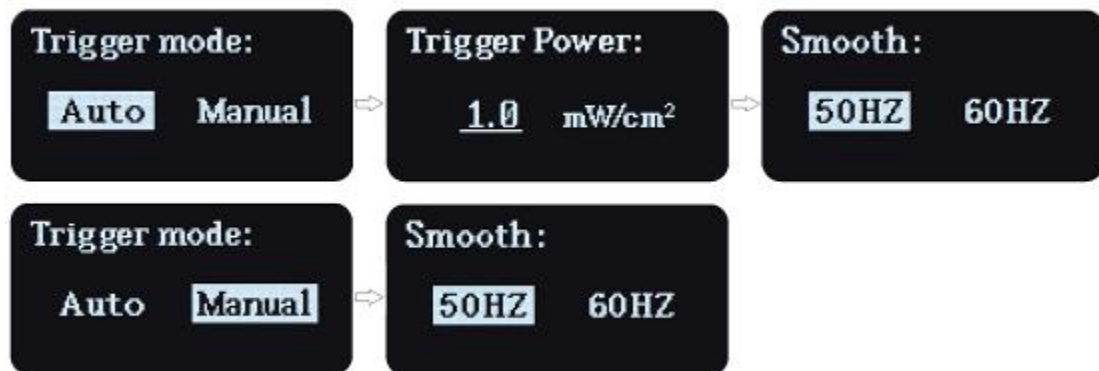 Trigger mode:
Auto Manual
Trigger Power:
1.0 mW/cm²
Smooth:
50HZ 60HZ
Trigger mode:
Auto Manual
Smooth:
50HZ 60HZ